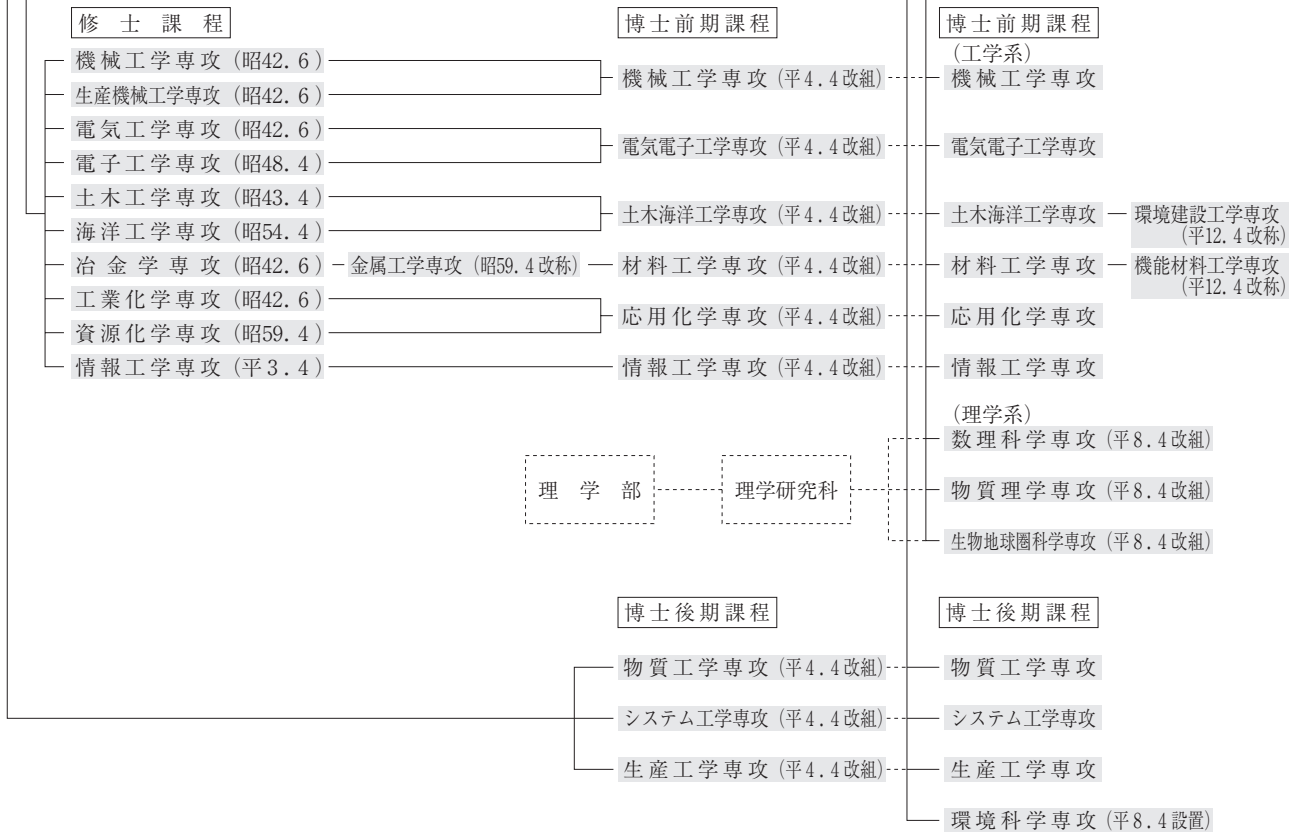 修士課程
博士前期課程
博士前期課程
(工学系)
機械工学専攻 (昭42.6)
機械工学専攻 (平4.4改組)
機械工学専攻
生産機械工学専攻 (昭42.6)
電気工学専攻 (昭42.6)
電気電子工学専攻 (平4.4改組)
電気電子工学専攻
電子工学専攻 (昭48.4)
土木工学専攻 (昭43.4)
土木海洋工学専攻 (平4.4改組)
土木海洋工学専攻
環境建設工学専攻
(平12.4改称)
海洋工学専攻 (昭54.4)
冶金学専攻 (昭42.6)
金属工学専攻 (昭59.4改称)
材料工学専攻 (平4.4改組)
材料工学専攻
機能材料工学専攻
(平12.4改称)
工業化学専攻 (昭42.6)
応用化学専攻 (平4.4改組)
応用化学専攻
資源化学専攻 (昭59.4)
情報工学専攻 (平3.4)
情報工学専攻 (平4.4改組)
情報工学専攻
(理学系)
数理科学専攻 (平8.4改組)
理学部
理学研究科
物質理学専攻 (平8.4改組)
生物地球圏科学専攻 (平8.4改組)
博士後期課程
博士後期課程
物質工学専攻 (平4.4改組)
物質工学専攻
システム工学専攻 (平4.4改組)
システム工学専攻
生産工学専攻 (平4.4改組)
生産工学専攻
環境科学専攻 (平8.4設置)